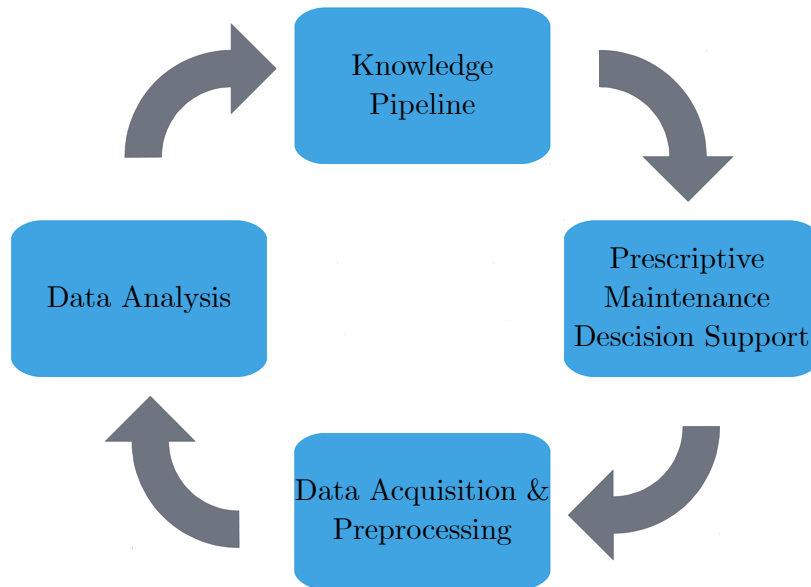 Knowledge
Pipeline
Data Analysis
Prescriptive
Maintenance
Descision Support
Data Acquisition &
Preprocessing